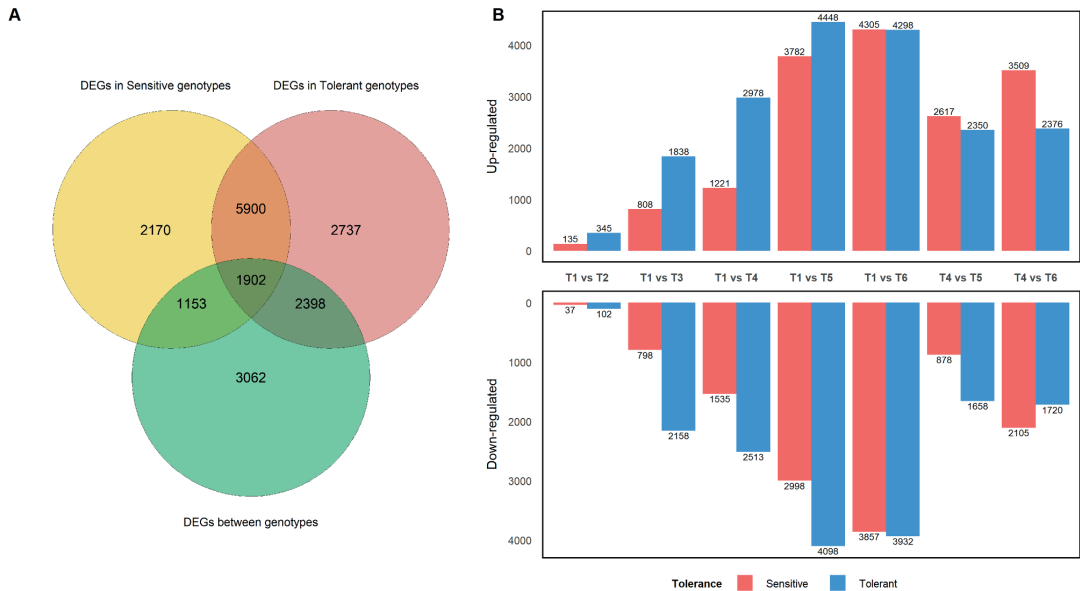 A
DEGs in Sensitive genotypes
DEGs in Tolerant genotypes
5900
2170
2737
1902
1153
2398
3062
DEGs between genotypes
B
Up-regulated
4000
3000
2000
1000
0
135
345
808
1838
1221
2978
3782
4448
4305
4298
2617
2350
3509
2376
T1 vs T2
T1 vs T3
T1 vs T4
T1 vs T5
T1 vs T6
T4 vs T5
T4 vs T6
Down-regulated
0
1000
2000
3000
4000
37
102
798
2158
1535
2513
2998
4098
3857
3932
878
1658
2105
1720
Tolerance
Sensitive
Tolerant